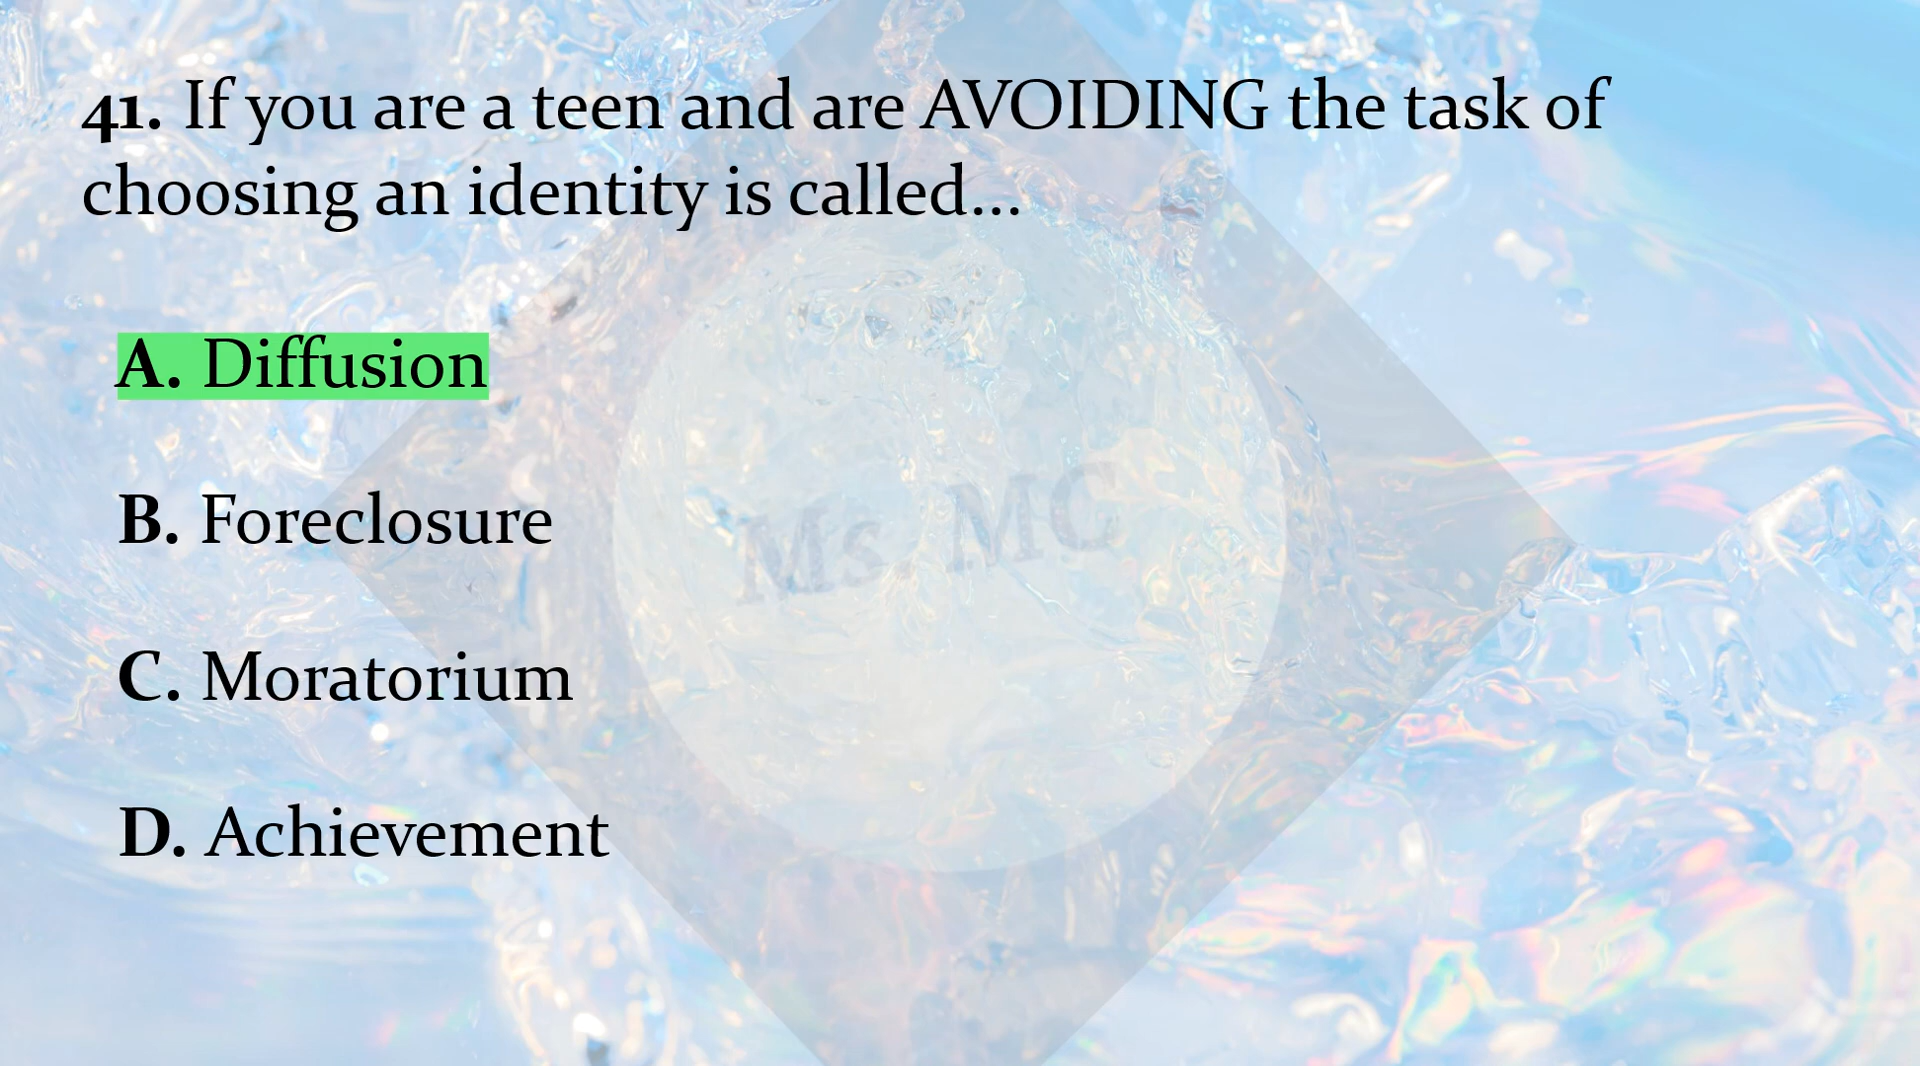 41. If you are a teen and are AVOIDING the task of
choosing an identity is called...
A. Diffusion
B. Foreclosure
Ms. MC
C. Moratorium
D. Achievement